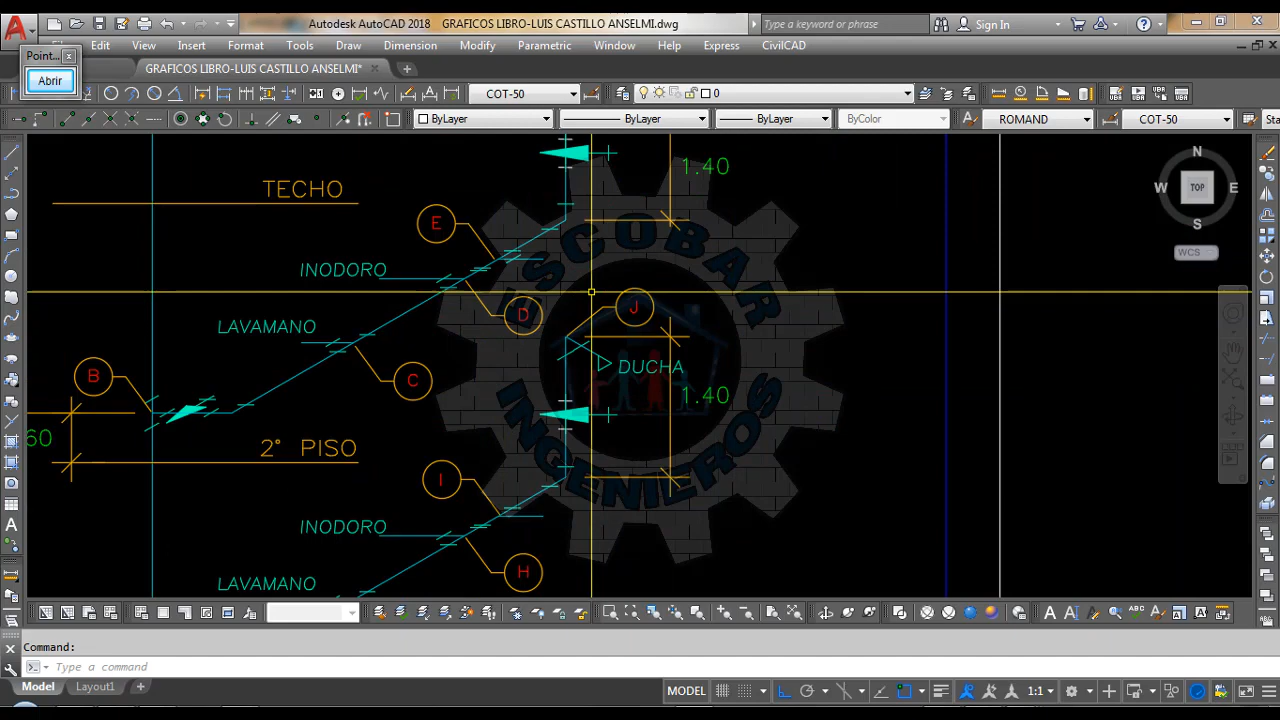 Autodesk AutoCAD 2018 GRAFICOS LIBRO-LUIS CASTILLO ANSELMI.dwg
Type a keyword or phrase
Sign In
Edit View Insert Format Tools Draw Dimension Modify Parametric Window Help Express CivilCAD
Point...
Abrir
GRAFICOS LIBRO-LUIS CASTILLO ANSELMI*
COT-50
0
ByLayer
ByLayer
ByLayer
ByColor
ROMAND
COT-50
Sta
N
W TOP E
S
WCS
1.40
TECHO
E
INODORO
D
J
LAVAMANO
DUCHA
B
C
1.40
60
2° PISO
I
INODORO
H
LAVAMANO
ESCOBAR
INGENIEROS
Command:
Type a command
Model Layout1
MODEL
1:1